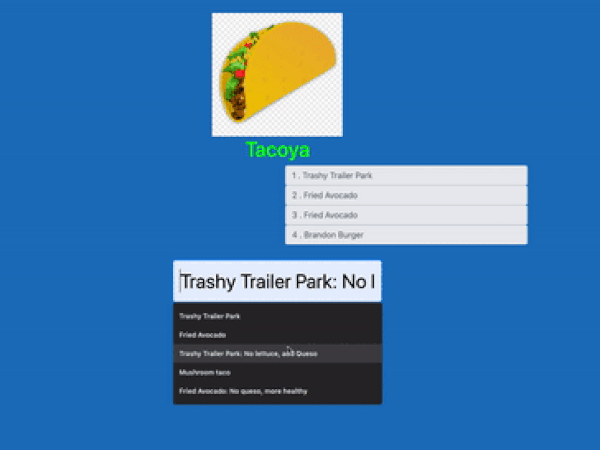 Tacoya
1 . Trashy Trailer Park
2 . Fried Avocado
3 . Fried Avocado
4 . Brandon Burger
Trashy Trailer Park: No l
Trashy Trailer Park
Fried Avocado
Trashy Trailer Park: No lettuce, add Queso
Mushroom taco
Fried Avocado: No queso, more healthy